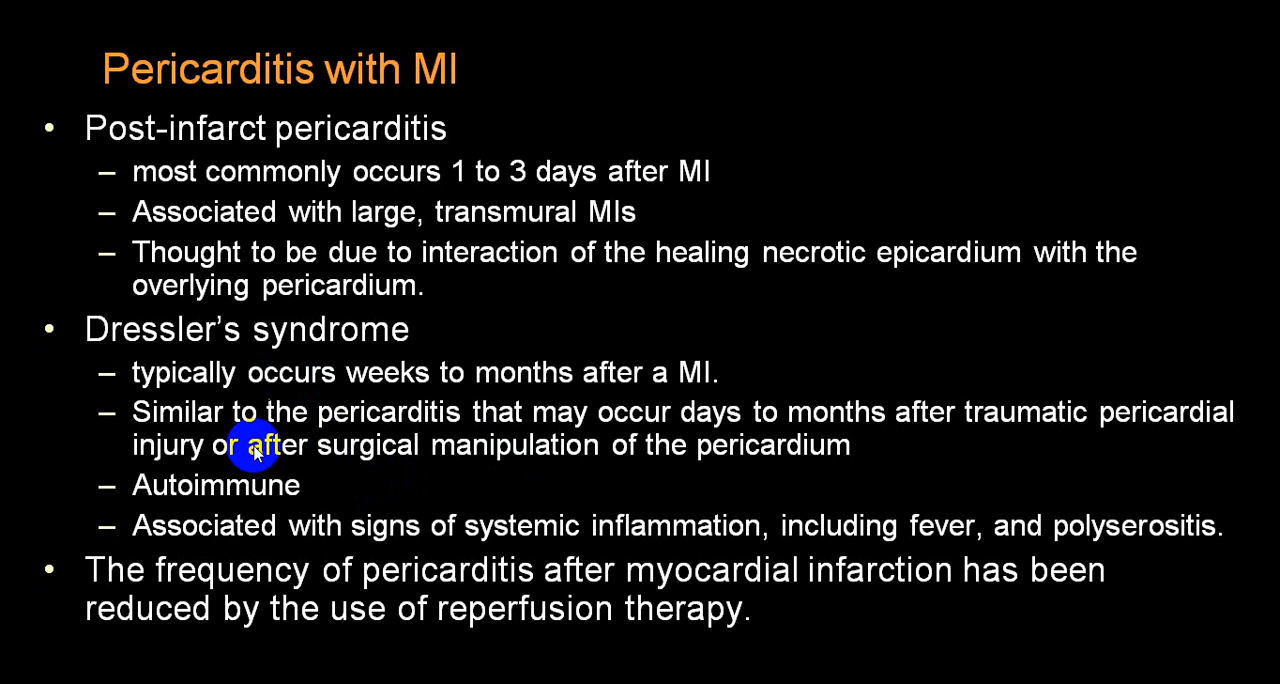 Pericarditis with MI
• Post-infarct pericarditis
– most commonly occurs 1 to 3 days after MI
– Associated with large, transmural MIs
– Thought to be due to interaction of the healing necrotic epicardium with the
overlying pericardium.
• Dressler’s syndrome
– typically occurs weeks to months after a MI.
– Similar to the pericarditis that may occur days to months after traumatic pericardial
injury or after surgical manipulation of the pericardium
– Autoimmune
– Associated with signs of systemic inflammation, including fever, and polyserositis.
• The frequency of pericarditis after myocardial infarction has been
reduced by the use of reperfusion therapy.